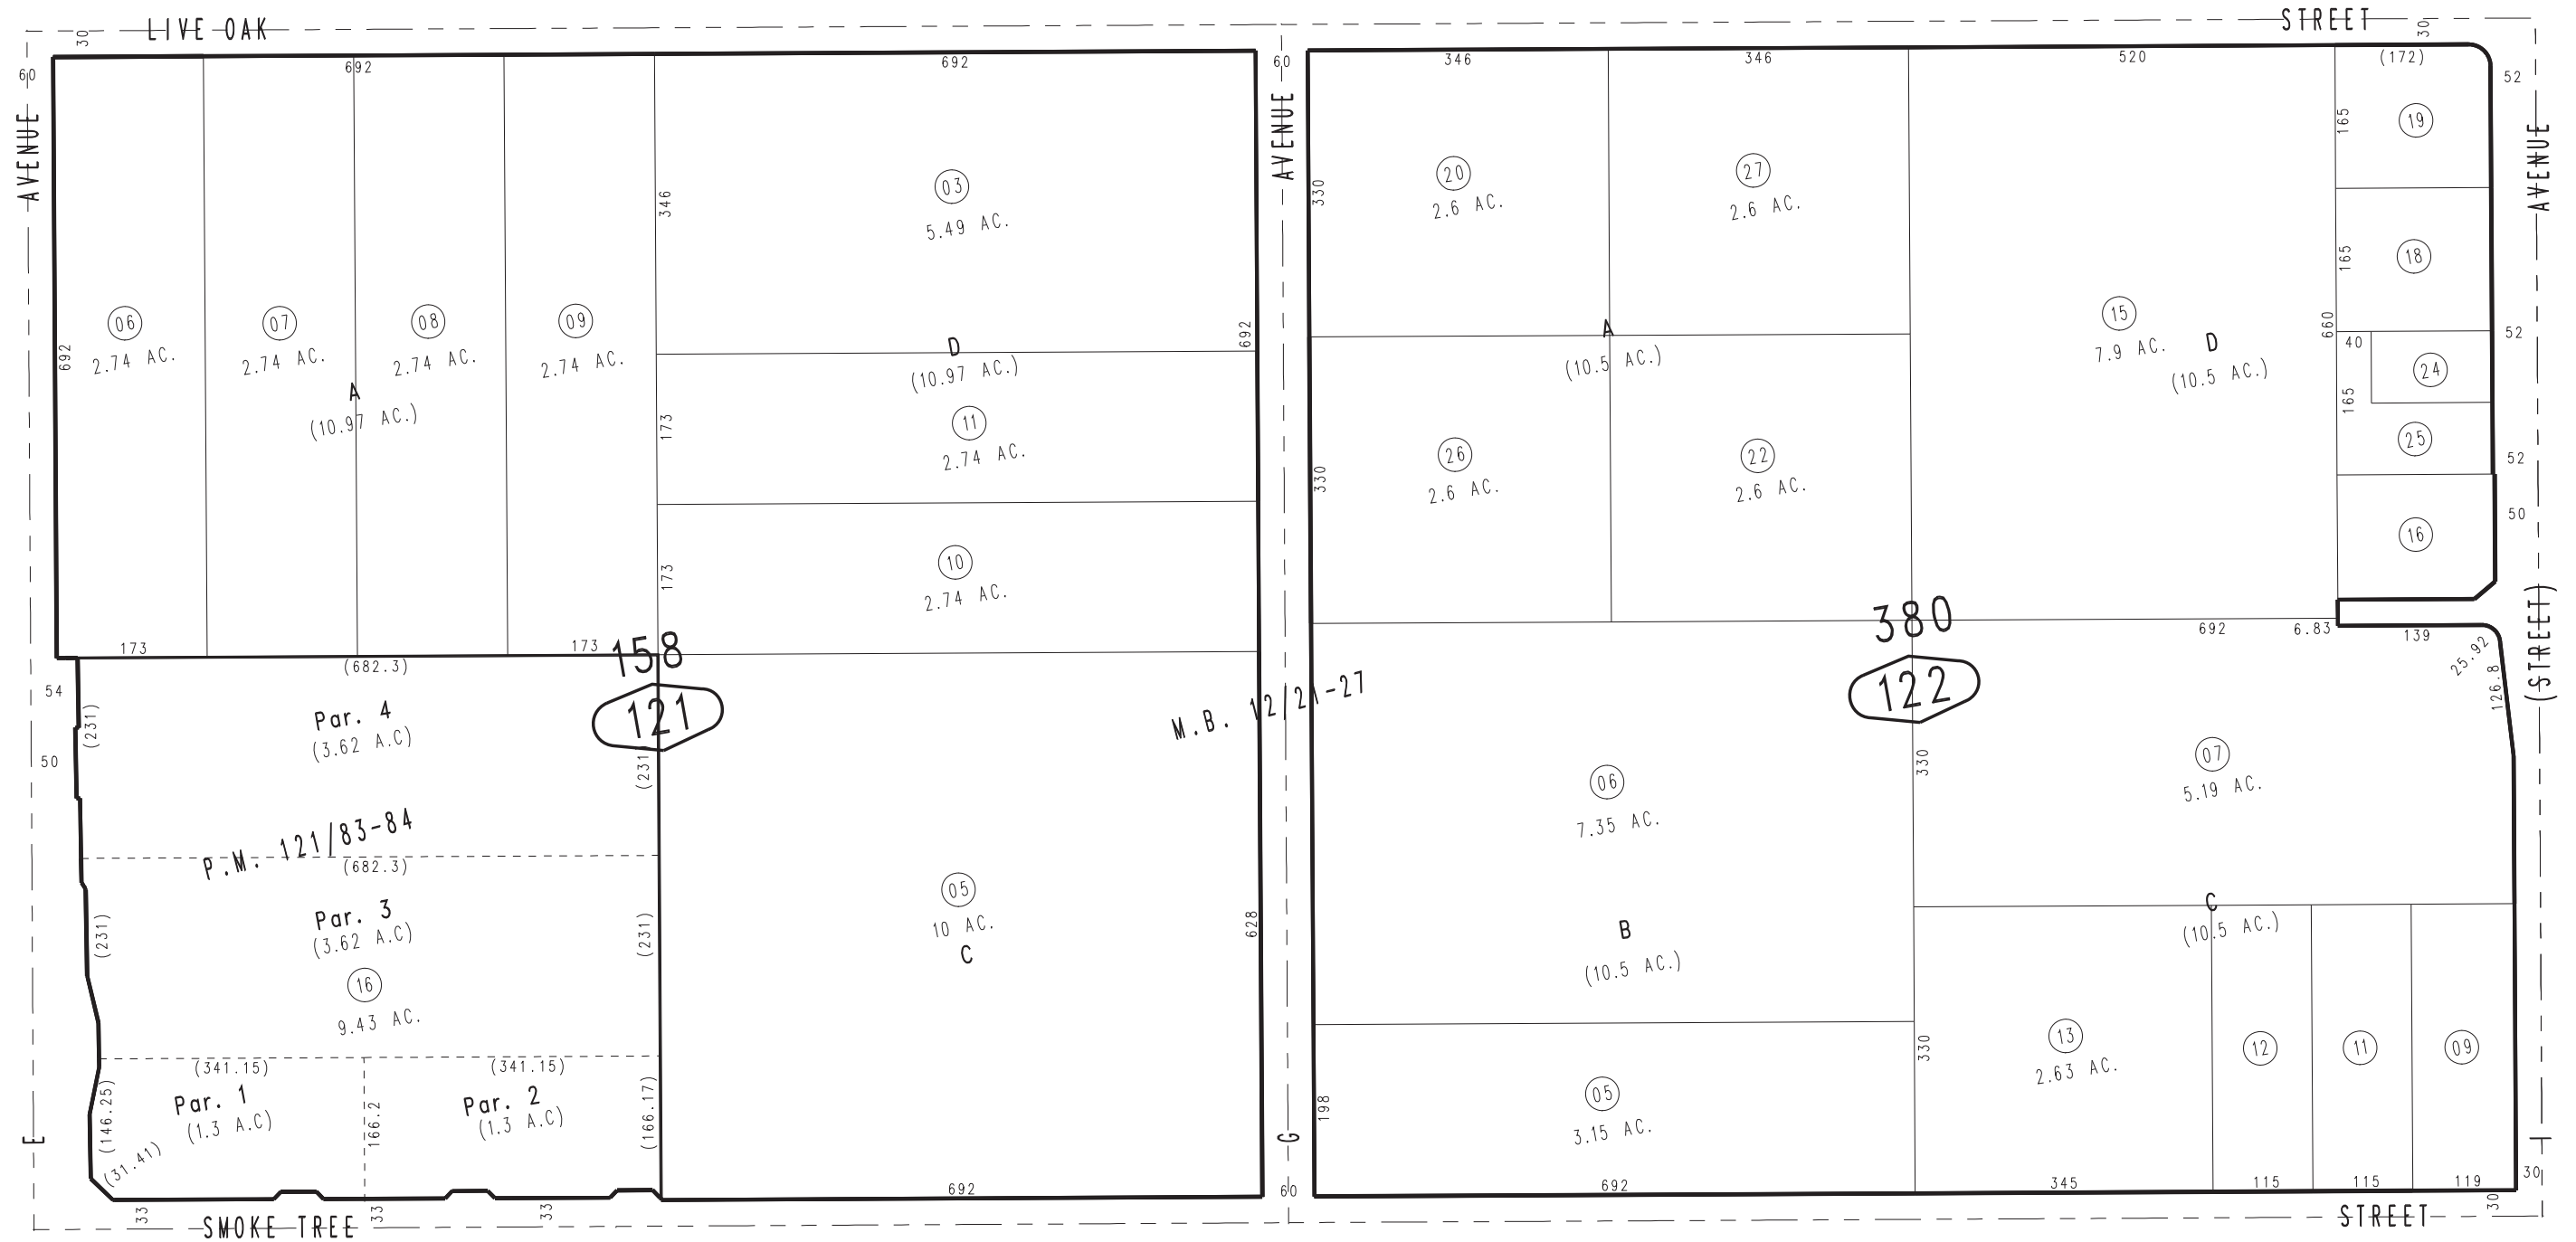 LIVE OAK
STREET
30
30
60
AVENUE
692
692
60
AVENUE
346
346
520
(172)
52
165
19
AVENUE
20
2.6 AC.
27
2.6 AC.
330
03
5.49 AC.
346
165
18
06
2.74 AC.
07
2.74 AC.
08
2.74 AC.
09
2.74 AC.
692
692
A
(10.97 AC.)
D
(10.97 AC.)
11
2.74 AC.
173
10
2.74 AC.
173
A
(10.5 AC.)
15
7.9 AC.
D
(10.5 AC.)
660
52
40
24
165
25
52
50
16
26
2.6 AC.
22
2.6 AC.
330
173
173
158
121
(682.3)
54
(231)
50
Par. 4
(3.62 A.C)
(231)
P.M. 121/83-84
(682.3)
M.B. 12/21-27
380
122
692
6.83
139
25.92
126.8
(STREET)
Par. 3
(3.62 A.C)
(231)
(231)
16
9.43 AC.
05
10 AC.
C
628
06
7.35 AC.
B
(10.5 AC.)
330
07
5.19 AC.
C
(10.5 AC.)
(341.15)
(341.15)
Par. 1
(1.3 A.C)
Par. 2
(1.3 A.C)
(146.25)
166.2
(166.17)
(31.41)
E
G
T
198
05
3.15 AC.
330
13
2.63 AC.
12
11
09
692
60
692
345
115
115
119
30
30
33
33
33
SMOKE TREE
STREET